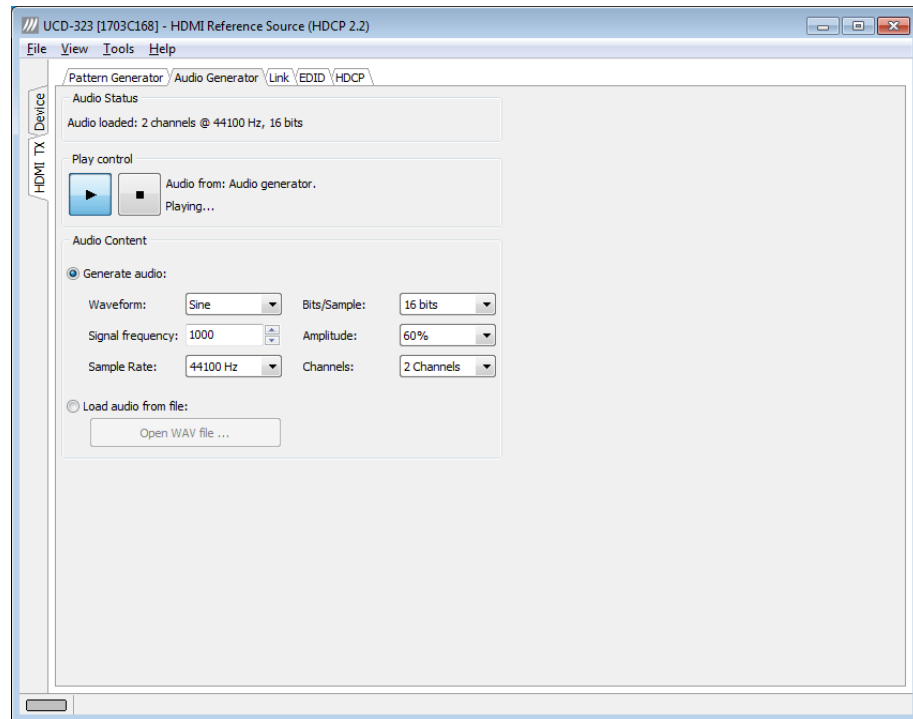 UCD-323 [1703C168] - HDMI Reference Source (HDCP 2.2)
File View Tools Help
Pattern Generator Audio Generator Link EDID HDCP
Device
HDMI TX
Audio Status
Audio loaded: 2 channels @ 44100 Hz, 16 bits
Play control
Audio from: Audio generator.
Playing...
Audio Content
Generate audio:
Waveform: Sine Bits/Sample: 16 bits
Signal frequency: 1000 Amplitude: 60%
Sample Rate: 44100 Hz Channels: 2 Channels
Load audio from file:
Open WAV file ...